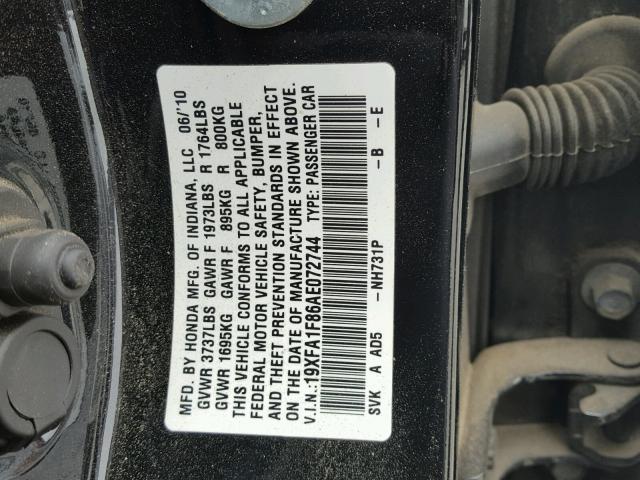 MFD. BY HONDA MFG. OF INDIANA, LLC 06/10
GVWR 3737LBS GAWR F 1973LBS R 1764LBS
GVWR 1695KG GAWR F 895KG R 800KG
THIS VEHICLE CONFORMS TO ALL APPLICABLE
FEDERAL MOTOR VEHICLE SAFETY, BUMPER,
AND THEFT PREVENTION STANDARDS IN EFFECT
ON THE DATE OF MANUFACTURE SHOWN ABOVE.
V.I.N.:19XFA1F86AE072744 TYPE: PASSENGER CAR
SVK A AD5 -NH731P -B -E